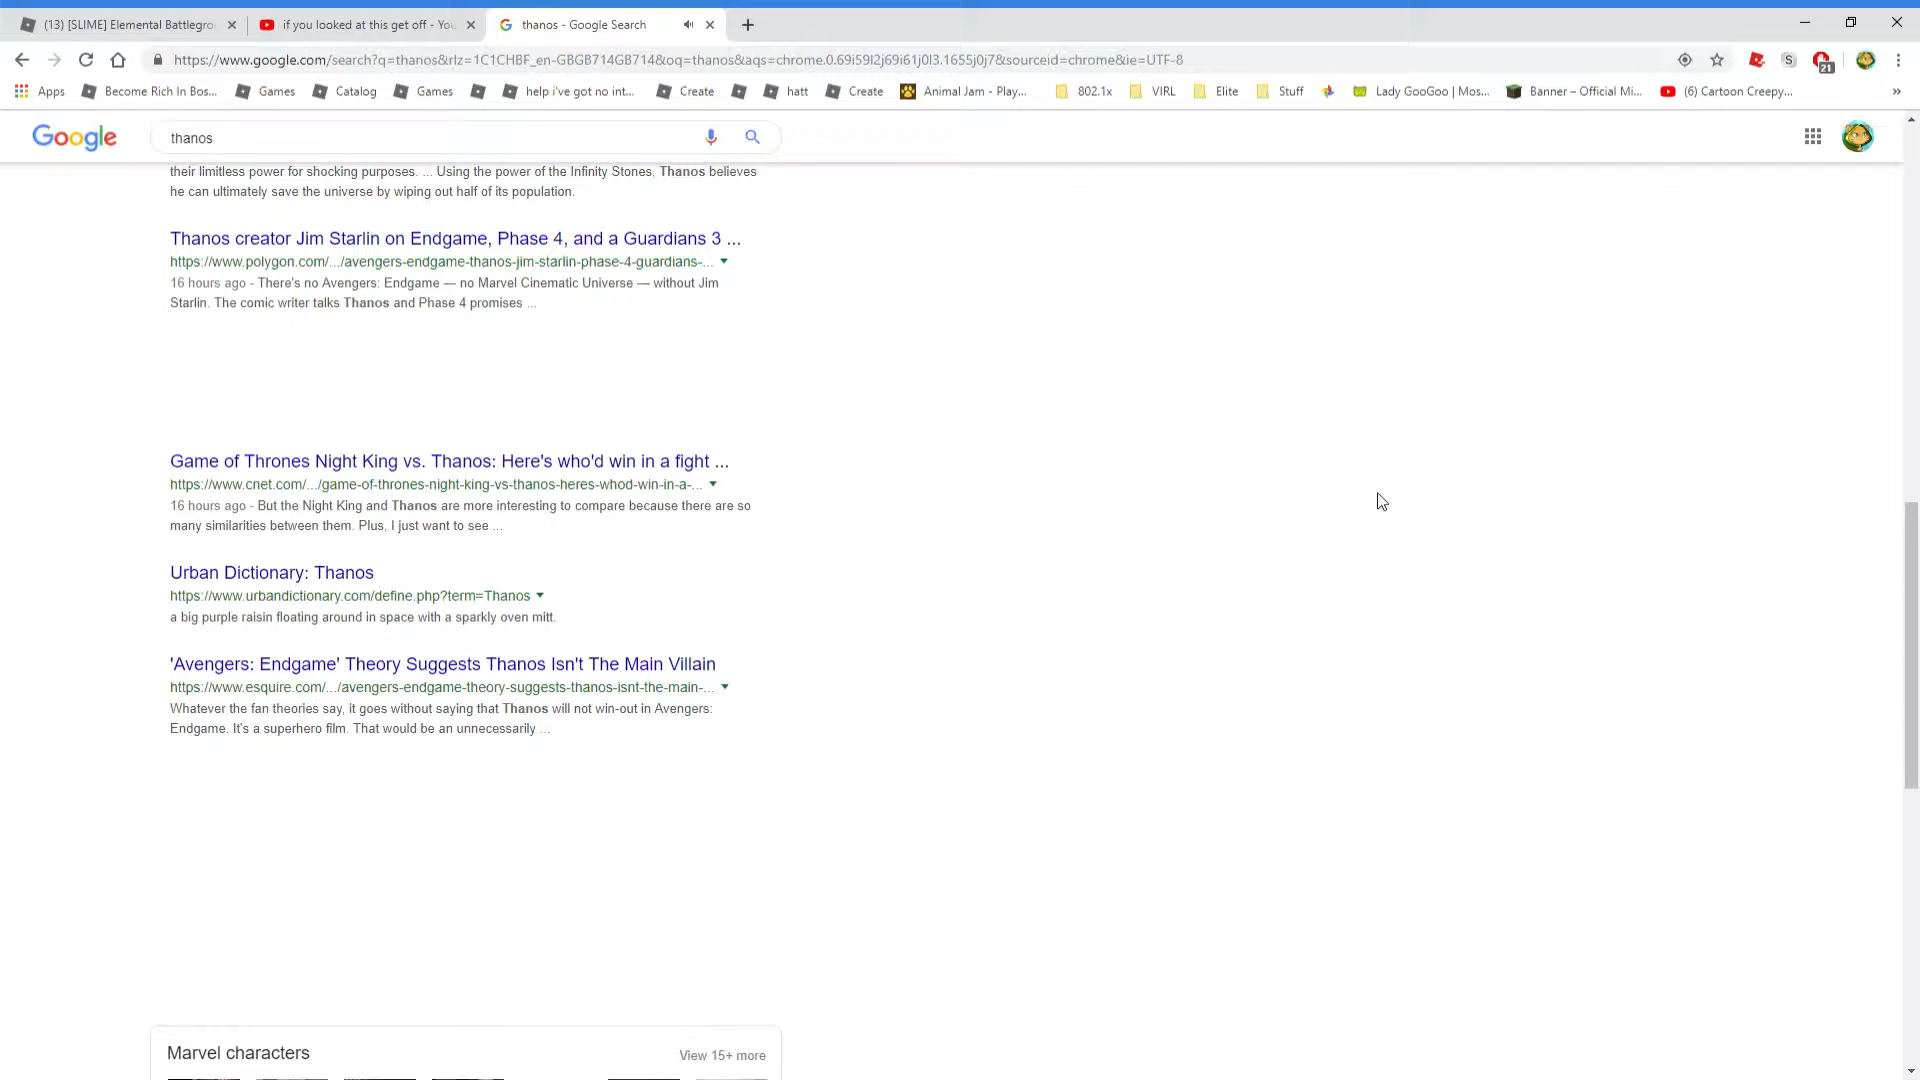 (13) [SLIME] Elemental Battlegro
if you looked at this get off - You
thanos - Google Search
https://www.google.com/search?q=thanos&rlz=1C1CHBF_en-GBGB714GB714&oq=thanos&aqs=chrome.0.69i59l2j69i61j0l3.1655j0j7&sourceid=chrome&ie=UTF-8
21
Apps
Become Rich In Bos...
Games
Catalog
Games
help i've got no int...
Create
hatt
Create
Animal Jam - Play...
802.1x
VIRL
Elite
Stuff
Lady GooGoo | Mos...
Banner – Official Mi...
(6) Cartoon Creepy...
»
Google
thanos
their limitless power for shocking purposes. ... Using the power of the Infinity Stones, Thanos believes
he can ultimately save the universe by wiping out half of its population.
Thanos creator Jim Starlin on Endgame, Phase 4, and a Guardians 3 ...
https://www.polygon.com/.../avengers-endgame-thanos-jim-starlin-phase-4-guardians-...
16 hours ago - There's no Avengers: Endgame — no Marvel Cinematic Universe — without Jim
Starlin. The comic writer talks Thanos and Phase 4 promises ...
Game of Thrones Night King vs. Thanos: Here's who'd win in a fight ...
https://www.cnet.com/.../game-of-thrones-night-king-vs-thanos-heres-whod-win-in-a-...
16 hours ago - But the Night King and Thanos are more interesting to compare because there are so
many similarities between them. Plus, I just want to see ...
Urban Dictionary: Thanos
https://www.urbandictionary.com/define.php?term=Thanos
a big purple raisin floating around in space with a sparkly oven mitt.
'Avengers: Endgame' Theory Suggests Thanos Isn't The Main Villain
https://www.esquire.com/.../avengers-endgame-theory-suggests-thanos-isnt-the-main-...
Whatever the fan theories say, it goes without saying that Thanos will not win-out in Avengers:
Endgame. It's a superhero film. That would be an unnecessarily ...
Marvel characters
View 15+ more